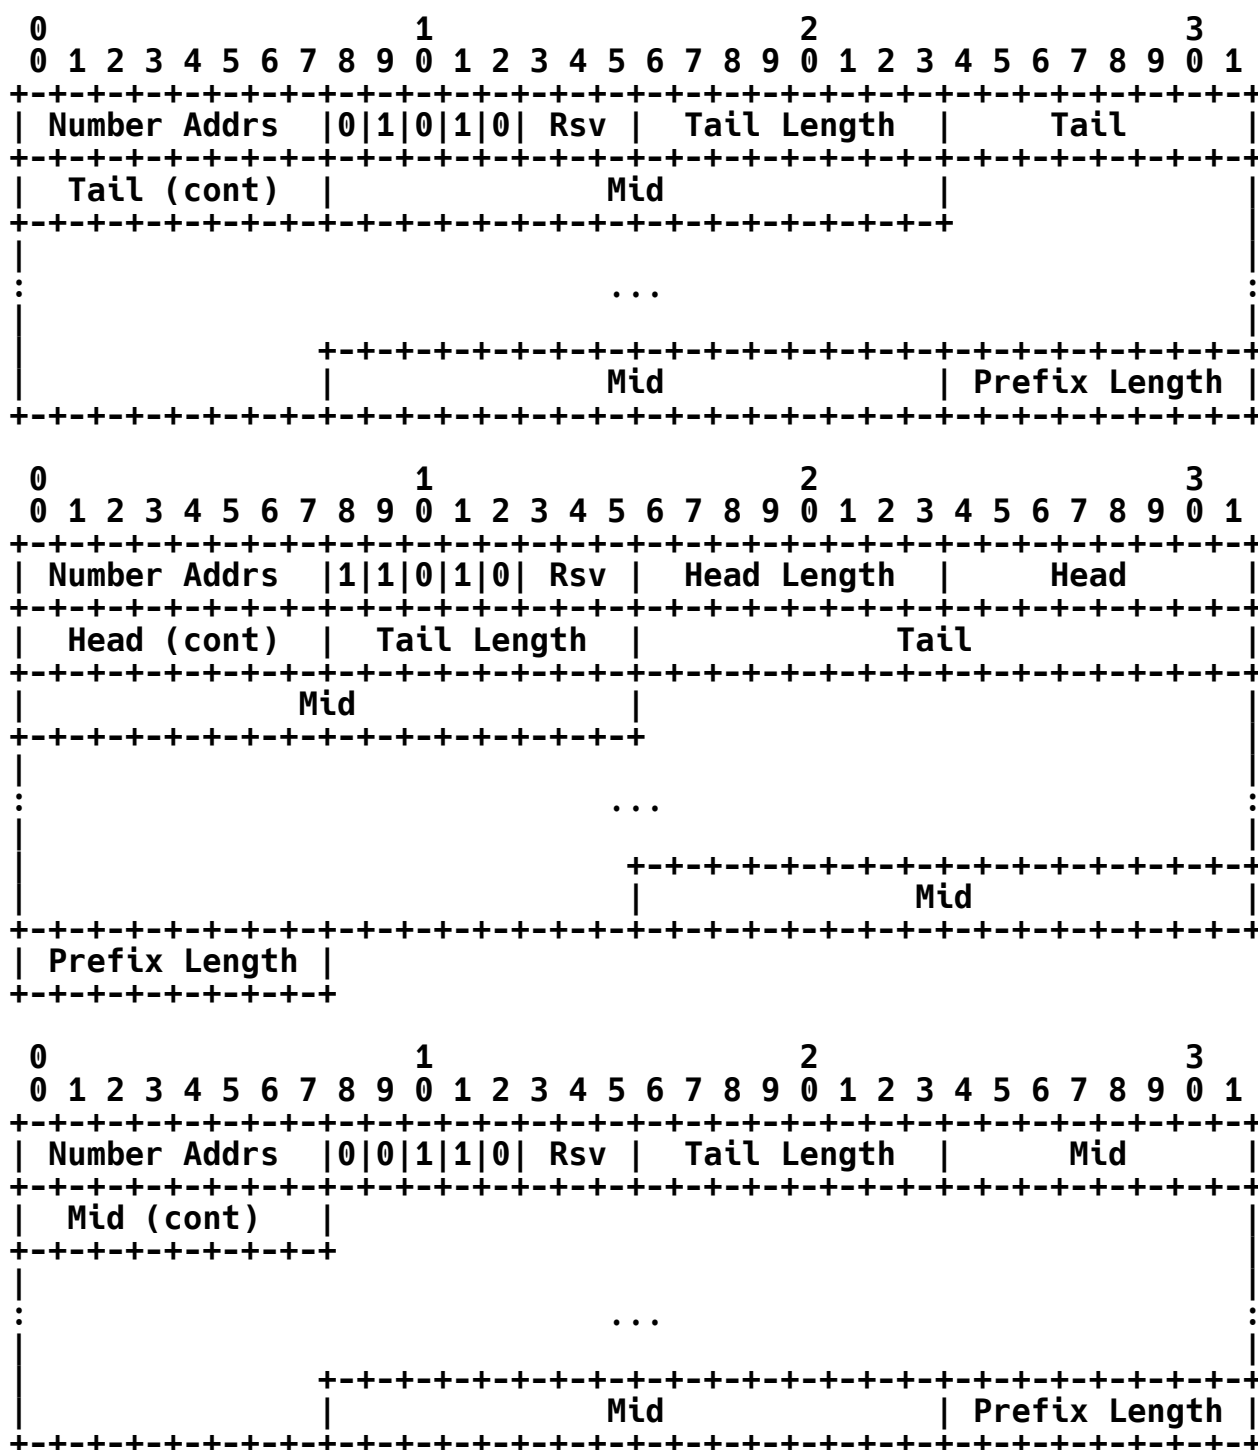 0                   1                   2                   3
 0 1 2 3 4 5 6 7 8 9 0 1 2 3 4 5 6 7 8 9 0 1 2 3 4 5 6 7 8 9 0 1
+-+-+-+-+-+-+-+-+-+-+-+-+-+-+-+-+-+-+-+-+-+-+-+-+-+-+-+-+-+-+-+-+
| Number Addrs  |0|1|0|1|0| Rsv |  Tail Length  |     Tail      |
+-+-+-+-+-+-+-+-+-+-+-+-+-+-+-+-+-+-+-+-+-+-+-+-+-+-+-+-+-+-+-+-+
|  Tail (cont)  |              Mid              |               |
+-+-+-+-+-+-+-+-+-+-+-+-+-+-+-+-+-+-+-+-+-+-+-+-+               |
|                                                               |
:                              ...                              :
|                                                               |
|               +-+-+-+-+-+-+-+-+-+-+-+-+-+-+-+-+-+-+-+-+-+-+-+-+
|               |              Mid              | Prefix Length |
+-+-+-+-+-+-+-+-+-+-+-+-+-+-+-+-+-+-+-+-+-+-+-+-+-+-+-+-+-+-+-+-+

 0                   1                   2                   3
 0 1 2 3 4 5 6 7 8 9 0 1 2 3 4 5 6 7 8 9 0 1 2 3 4 5 6 7 8 9 0 1
+-+-+-+-+-+-+-+-+-+-+-+-+-+-+-+-+-+-+-+-+-+-+-+-+-+-+-+-+-+-+-+-+
| Number Addrs  |1|1|0|1|0| Rsv |  Head Length  |     Head      |
+-+-+-+-+-+-+-+-+-+-+-+-+-+-+-+-+-+-+-+-+-+-+-+-+-+-+-+-+-+-+-+-+
|  Head (cont)  |  Tail Length  |             Tail              |
+-+-+-+-+-+-+-+-+-+-+-+-+-+-+-+-+-+-+-+-+-+-+-+-+-+-+-+-+-+-+-+-+
|              Mid              |                               |
+-+-+-+-+-+-+-+-+-+-+-+-+-+-+-+-+                               |
|                                                               |
:                              ...                              :
|                                                               |
|                               +-+-+-+-+-+-+-+-+-+-+-+-+-+-+-+-+
|                               |              Mid              |
+-+-+-+-+-+-+-+-+-+-+-+-+-+-+-+-+-+-+-+-+-+-+-+-+-+-+-+-+-+-+-+-+
| Prefix Length |
+-+-+-+-+-+-+-+-+

 0                   1                   2                   3
 0 1 2 3 4 5 6 7 8 9 0 1 2 3 4 5 6 7 8 9 0 1 2 3 4 5 6 7 8 9 0 1
+-+-+-+-+-+-+-+-+-+-+-+-+-+-+-+-+-+-+-+-+-+-+-+-+-+-+-+-+-+-+-+-+
| Number Addrs  |0|0|1|1|0| Rsv |  Tail Length  |      Mid      |
+-+-+-+-+-+-+-+-+-+-+-+-+-+-+-+-+-+-+-+-+-+-+-+-+-+-+-+-+-+-+-+-+
|  Mid (cont)   |                                               |
+-+-+-+-+-+-+-+-+                                               |
|                                                               |
:                              ...                              :
|                                                               |
|               +-+-+-+-+-+-+-+-+-+-+-+-+-+-+-+-+-+-+-+-+-+-+-+-+
|               |              Mid              | Prefix Length |
+-+-+-+-+-+-+-+-+-+-+-+-+-+-+-+-+-+-+-+-+-+-+-+-+-+-+-+-+-+-+-+-+